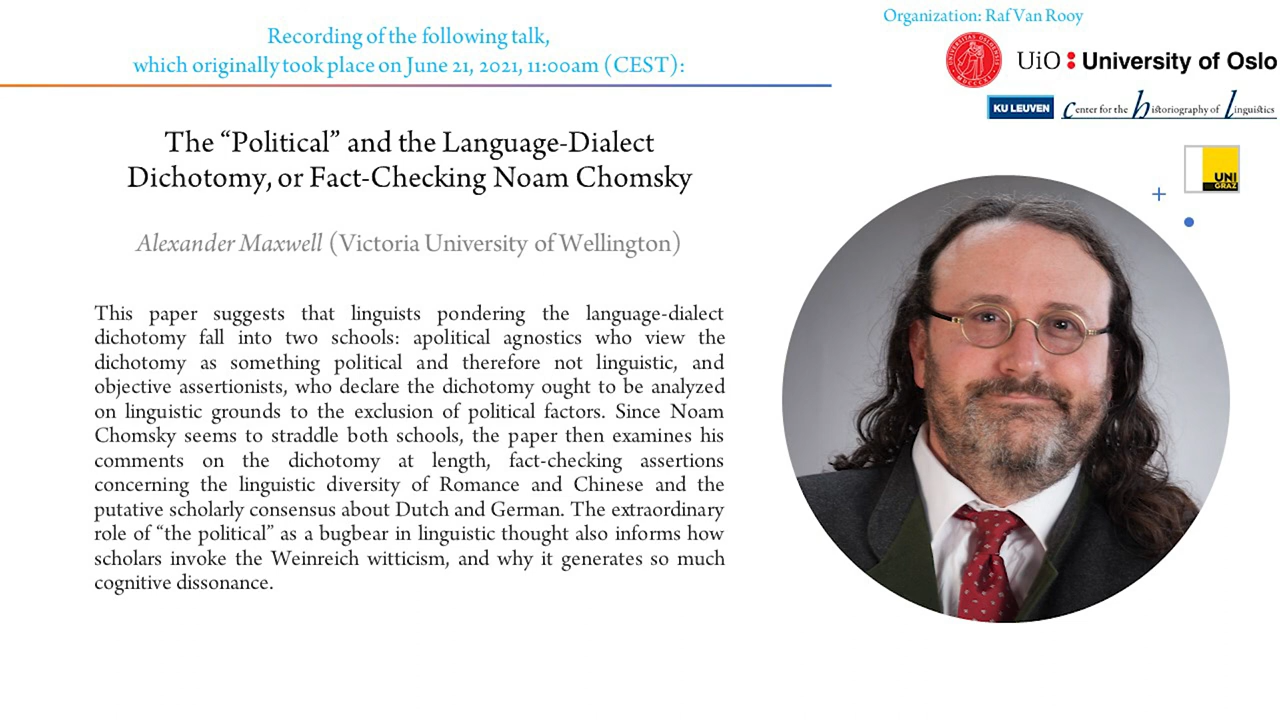 Recording of the following talk,
which originally took place on June 21, 2021, 11:00am (CEST):
Organization: Raf Van Rooy
UiO University of Oslo
KU LEUVEN Center for the Historiography of Linguistics
UNI
GRAZ
The “Political” and the Language-Dialect
Dichotomy, or Fact-Checking Noam Chomsky
Alexander Maxwell (Victoria University of Wellington)
This paper suggests that linguists pondering the language-dialect
dichotomy fall into two schools: apolitical agnostics who view the
dichotomy as something political and therefore not linguistic, and
objective assertionists, who declare the dichotomy ought to be analyzed
on linguistic grounds to the exclusion of political factors. Since Noam
Chomsky seems to straddle both schools, the paper then examines his
comments on the dichotomy at length, fact-checking assertions
concerning the linguistic diversity of Romance and Chinese and the
putative scholarly consensus about Dutch and German. The extraordinary
role of “the political” as a bugbear in linguistic thought also informs how
scholars invoke the Weinreich witticism, and why it generates so much
cognitive dissonance.